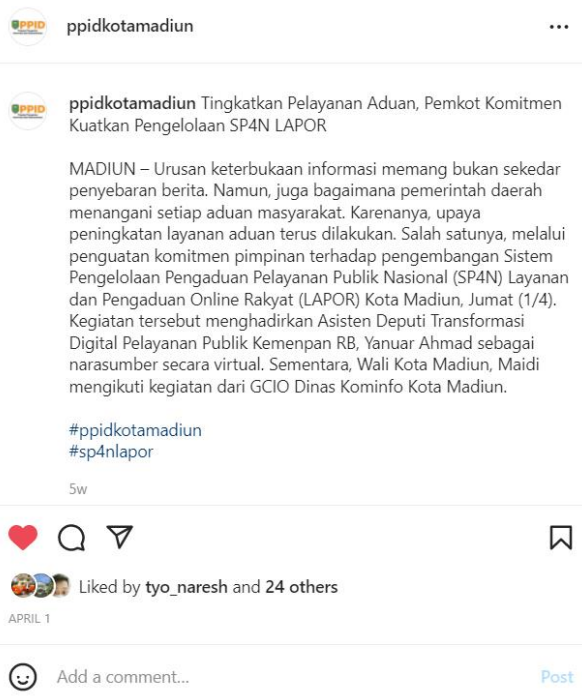 PPID
ppidkotamadiun
PPID
ppidkotamadiun Tingkatkan Pelayanan Aduan, Pemkot Komitmen
Kuatkan Pengelolaan SP4N LAPOR
MADIUN – Urusan keterbukaan informasi memang bukan sekedar
penyebaran berita. Namun, juga bagaimana pemerintah daerah
menangani setiap aduan masyarakat. Karenanya, upaya
peningkatan layanan aduan terus dilakukan. Salah satunya, melalui
penguatan komitmen pimpinan terhadap pengembangan Sistem
Pengelolaan Pengaduan Pelayanan Publik Nasional (SP4N) Layanan
dan Pengaduan Online Rakyat (LAPOR) Kota Madiun, Jumat (1/4).
Kegiatan tersebut menghadirkan Asisten Deputi Transformasi
Digital Pelayanan Publik Kemenpan RB, Yanuar Ahmad sebagai
narasumber secara virtual. Sementara, Wali Kota Madiun, Maidi
mengikuti kegiatan dari GCIO Dinas Kominfo Kota Madiun.
#ppidkotamadiun
#sp4nlapor
5w
Liked by tyo_naresh and 24 others
APRIL 1
Add a comment...
Post